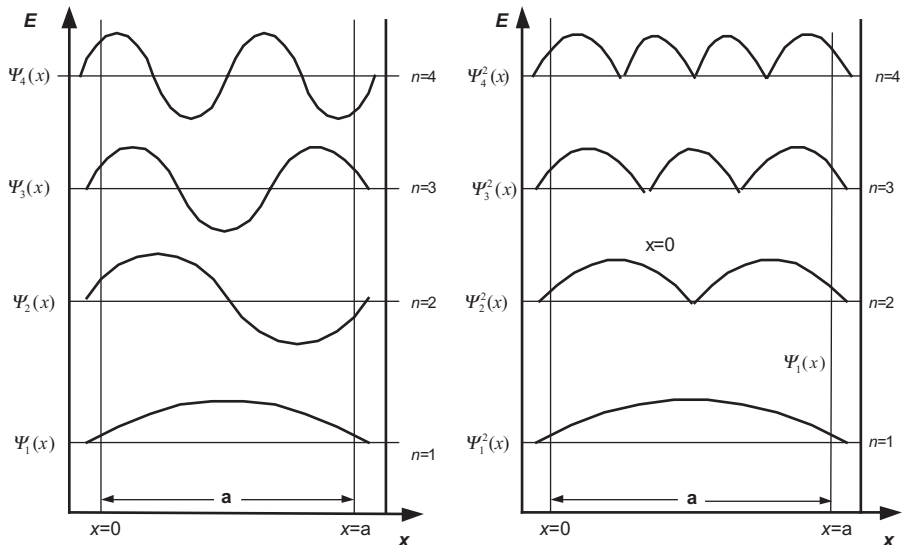 E
Ψ₄(x)
n=4
Ψ₃(x)
n=3
Ψ₂(x)
n=2
Ψ₁(x)
n=1
a
x=0
x=a
x
E
Ψ₄²(x)
n=4
Ψ₃²(x)
n=3
x=0
Ψ₂²(x)
n=2
Ψ₁(x)
Ψ₁²(x)
n=1
a
x=0
x=a
x